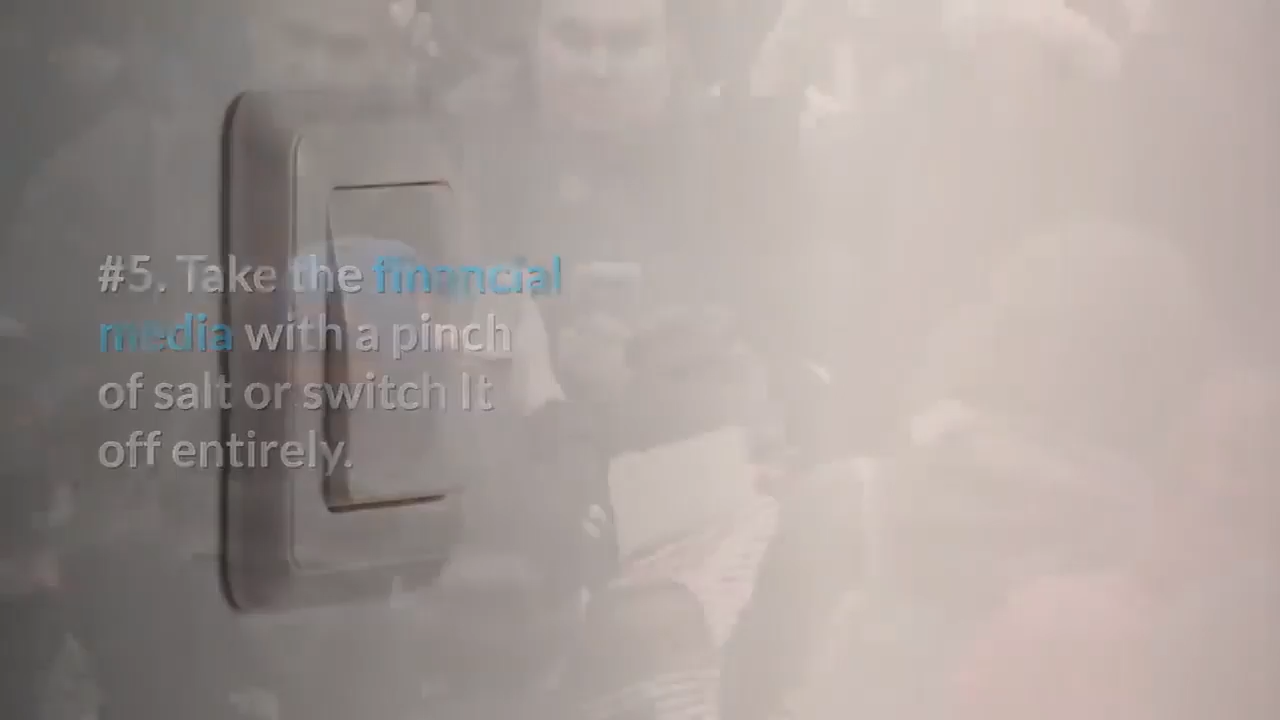 #5. Take the financial
media with a pinch
of salt or switch It
off entirely.